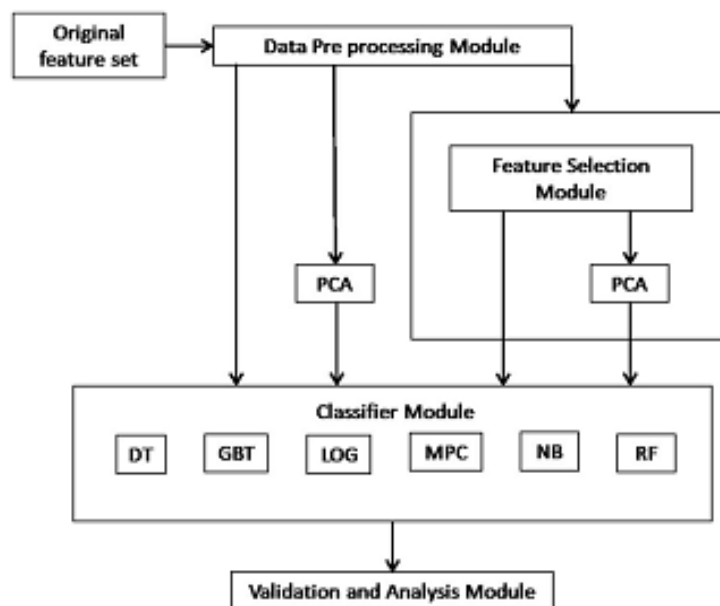 Original
feature set
Data Pre processing Module
Feature Selection
Module
PCA
PCA
Classifier Module
DT
GBT
LOG
MPC
NB
RF
Validation and Analysis Module